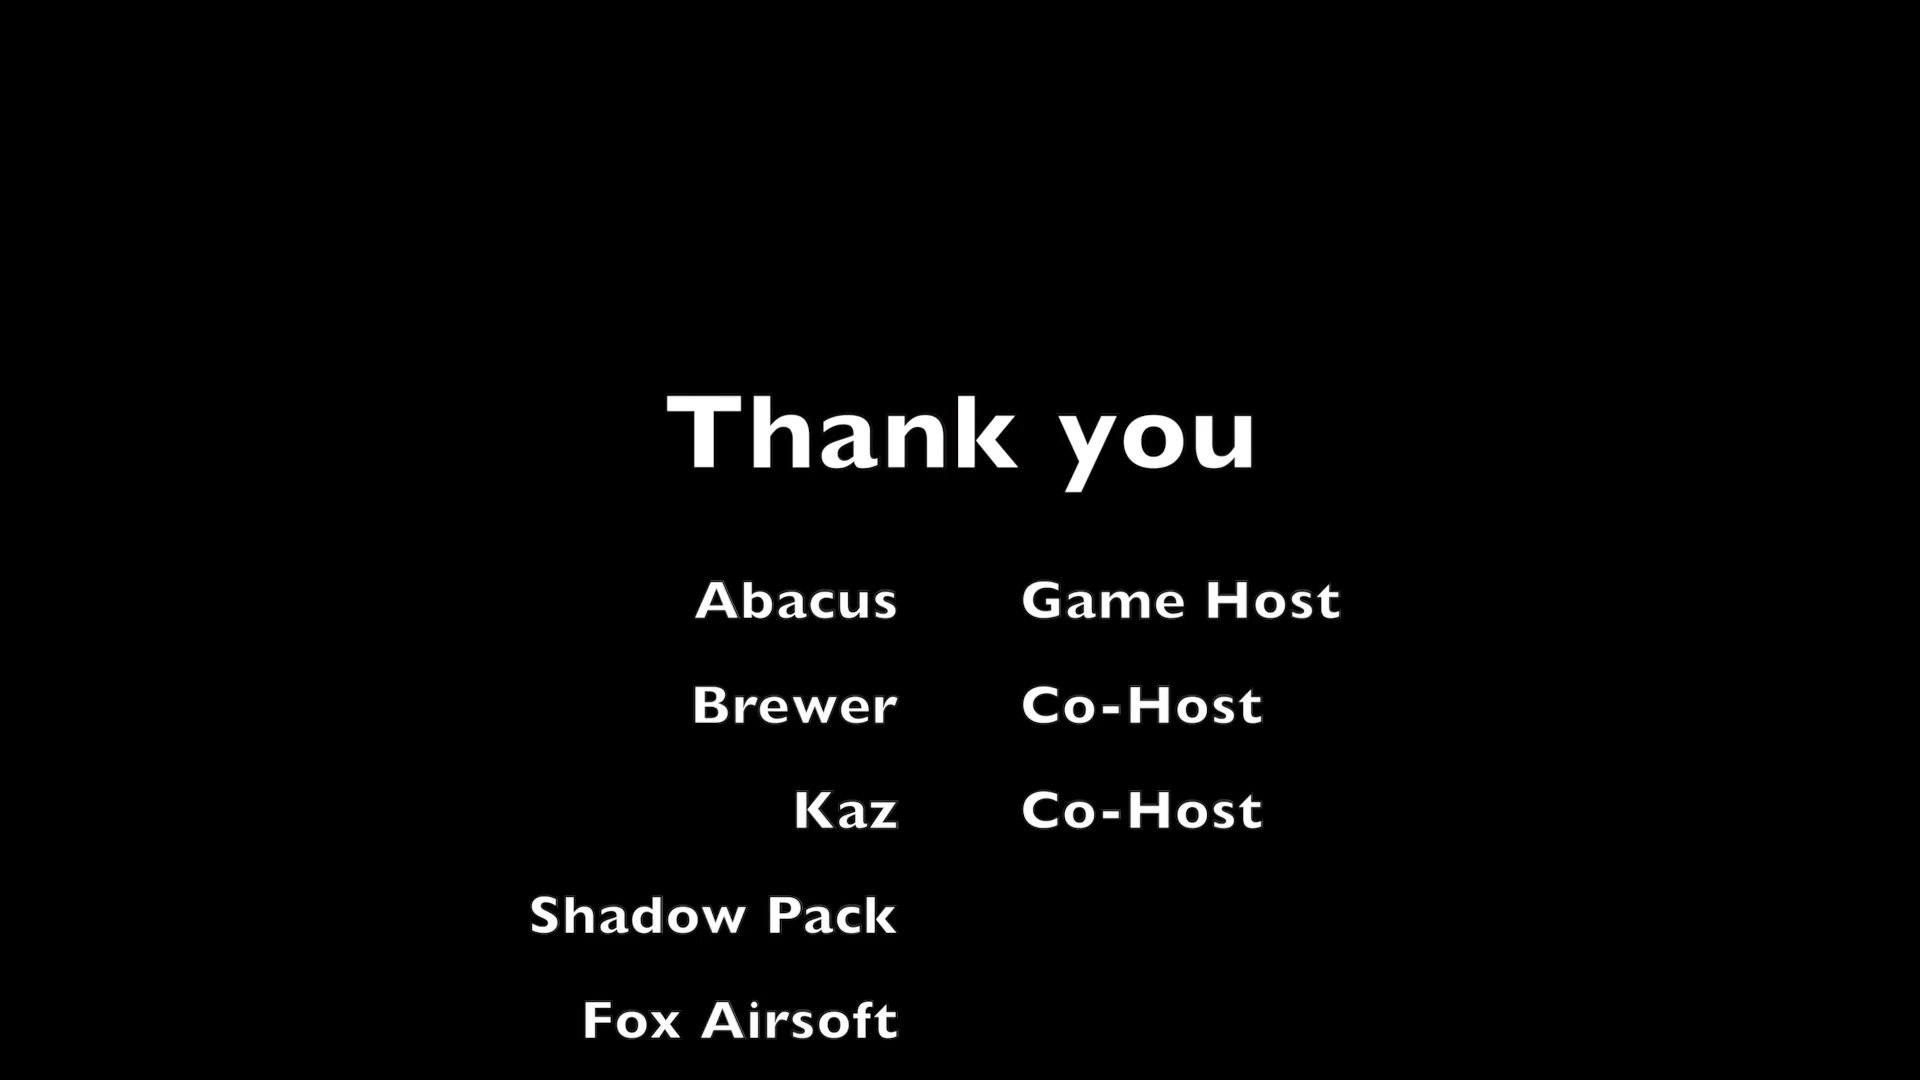 Thank you
Abacus Game Host
Brewer Co-Host
Kaz Co-Host
Shadow Pack
Fox Airsoft